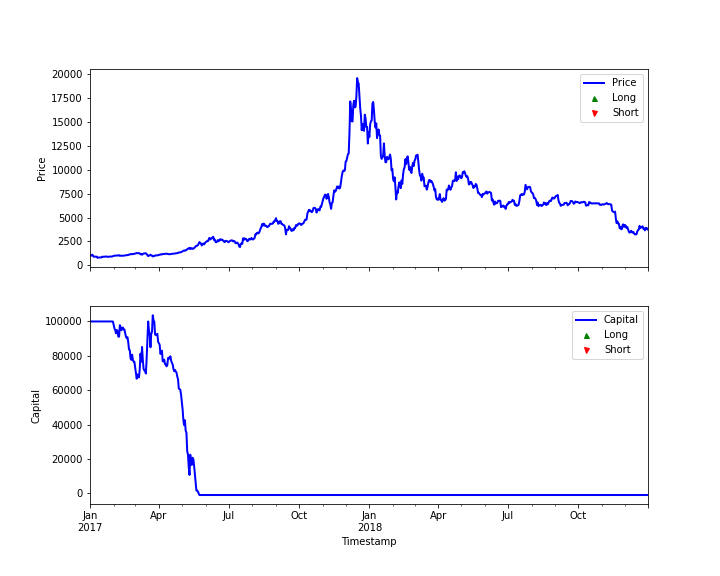 20000
17500
15000
12500
10000
7500
5000
2500
0
Price
Price
Long
Short
100000
80000
60000
40000
20000
0
Capital
Capital
Long
Short
Jan
2017
Apr
Jul
Oct
Jan
2018
Apr
Jul
Oct
Timestamp